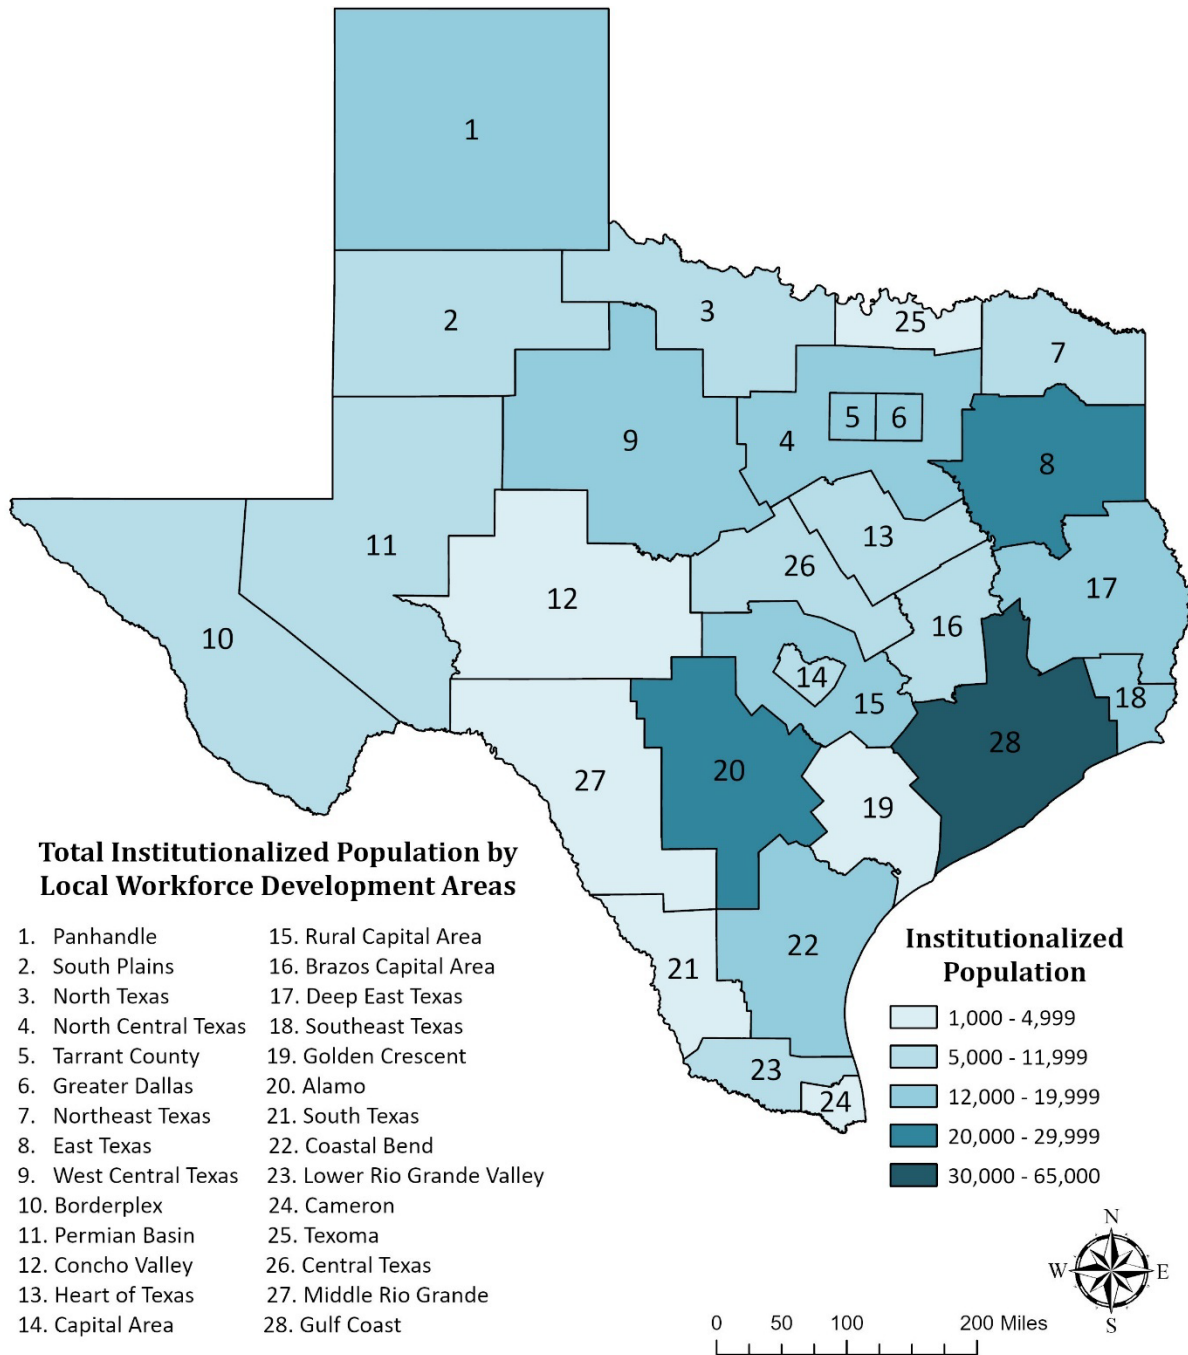 1
2
3
25
7
5
6
4
9
8
13
11
26
12
17
16
10
14
18
15
28
20
27
19
22
21
23
24
Total Institutionalized Population by
Local Workforce Development Areas
1. Panhandle
2. South Plains
3. North Texas
4. North Central Texas
5. Tarrant County
6. Greater Dallas
7. Northeast Texas
8. East Texas
9. West Central Texas
10. Borderplex
11. Permian Basin
12. Concho Valley
13. Heart of Texas
14. Capital Area
15. Rural Capital Area
16. Brazos Capital Area
17. Deep East Texas
18. Southeast Texas
19. Golden Crescent
20. Alamo
21. South Texas
22. Coastal Bend
23. Lower Rio Grande Valley
24. Cameron
25. Texoma
26. Central Texas
27. Middle Rio Grande
28. Gulf Coast
Institutionalized
Population
1,000 - 4,999
5,000 - 11,999
12,000 - 19,999
20,000 - 29,999
30,000 - 65,000
N
W E
S
0 50 100 200 Miles